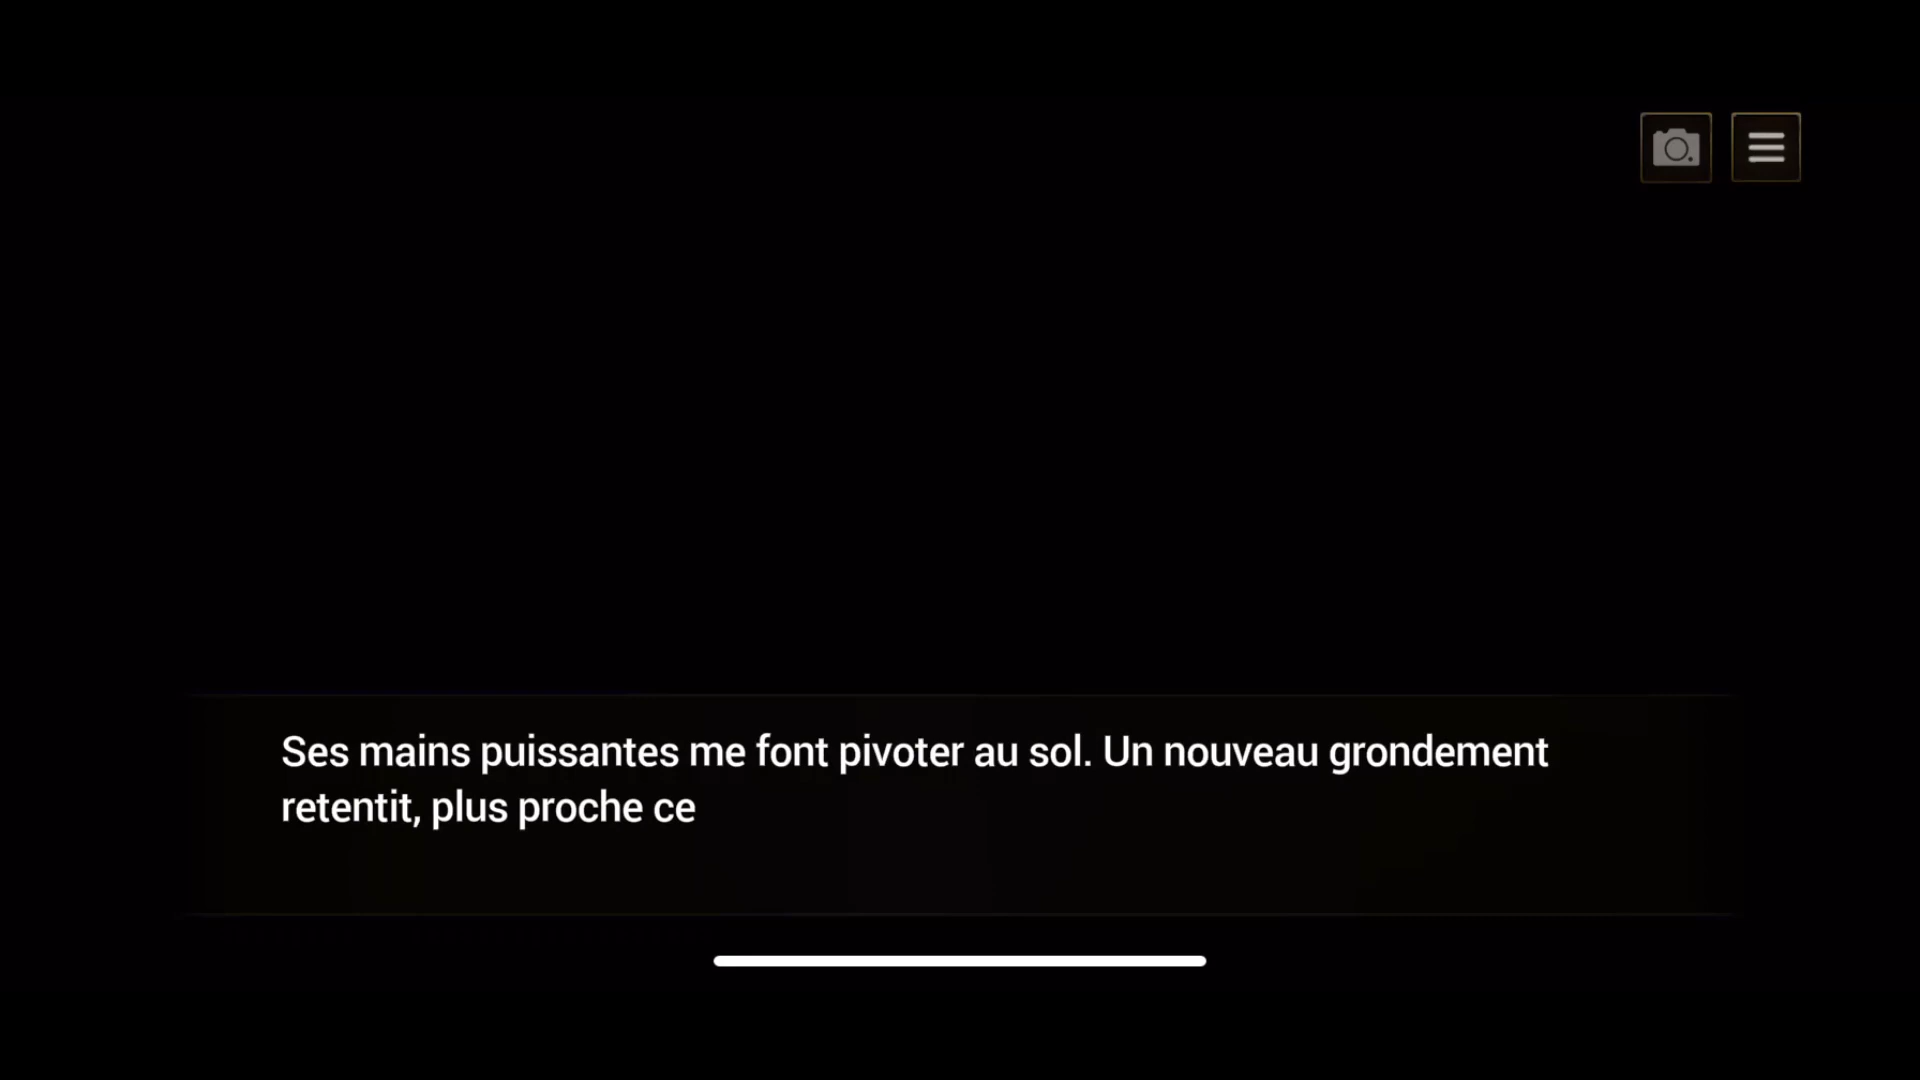 Ses mains puissantes me font pivoter au sol. Un nouveau grondement
retentit, plus proche ce